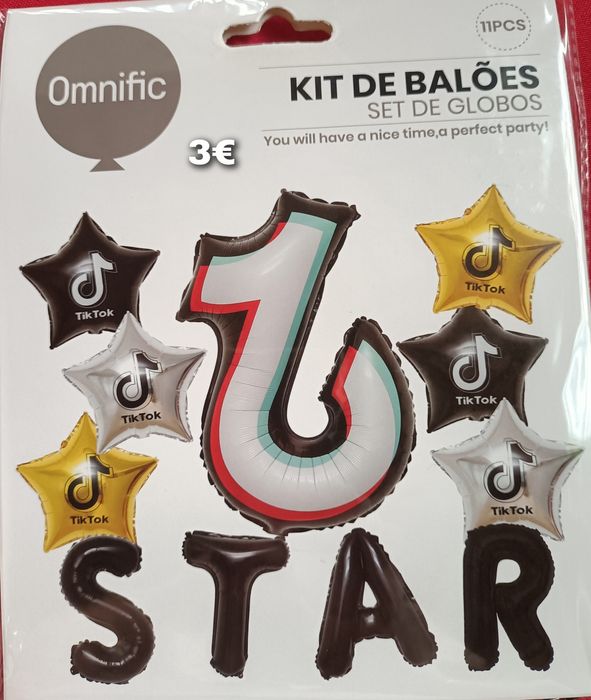 Omnific
11PCS
KIT DE BALÕES
SET DE GLOBOS
You will have a nice time,a perfect party!
3€
TikTok
TikTok
TikTok
TikTok
TikTok
TikTok
STAR